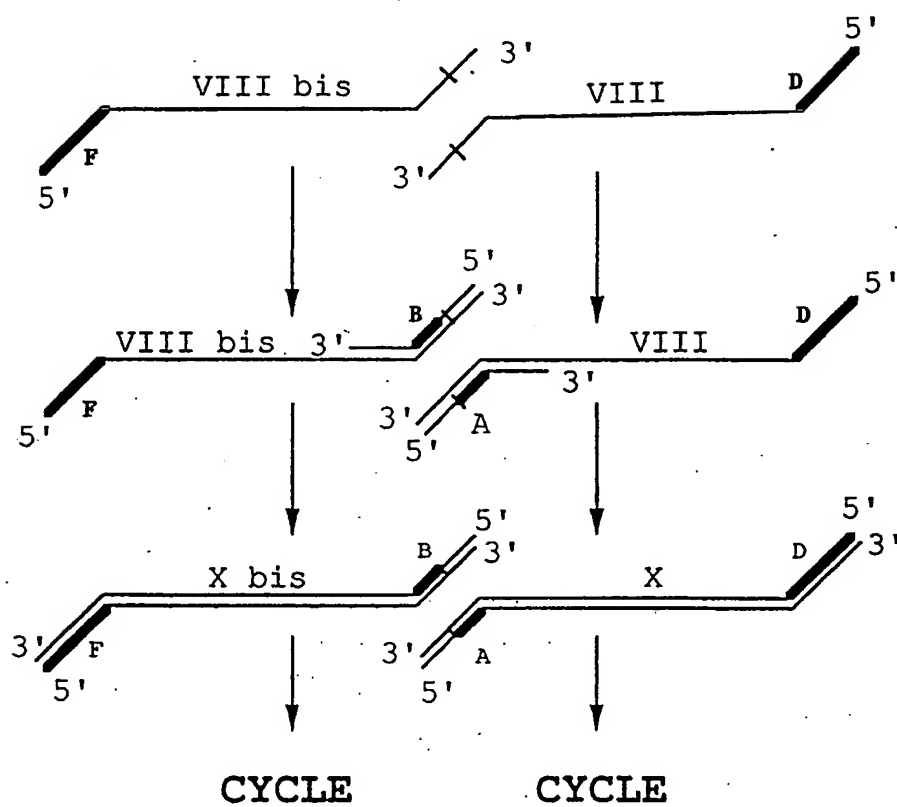 5'
VIII bis 3' VIII D
F 3'
5'
5' 5'
3' D
B
VIII bis 3' VIII
F 3' 3'
5' A
5'
5' 5'
B 3' D 3'
X bis X
3' F 3' A
5' 5'
CYCLE CYCLE